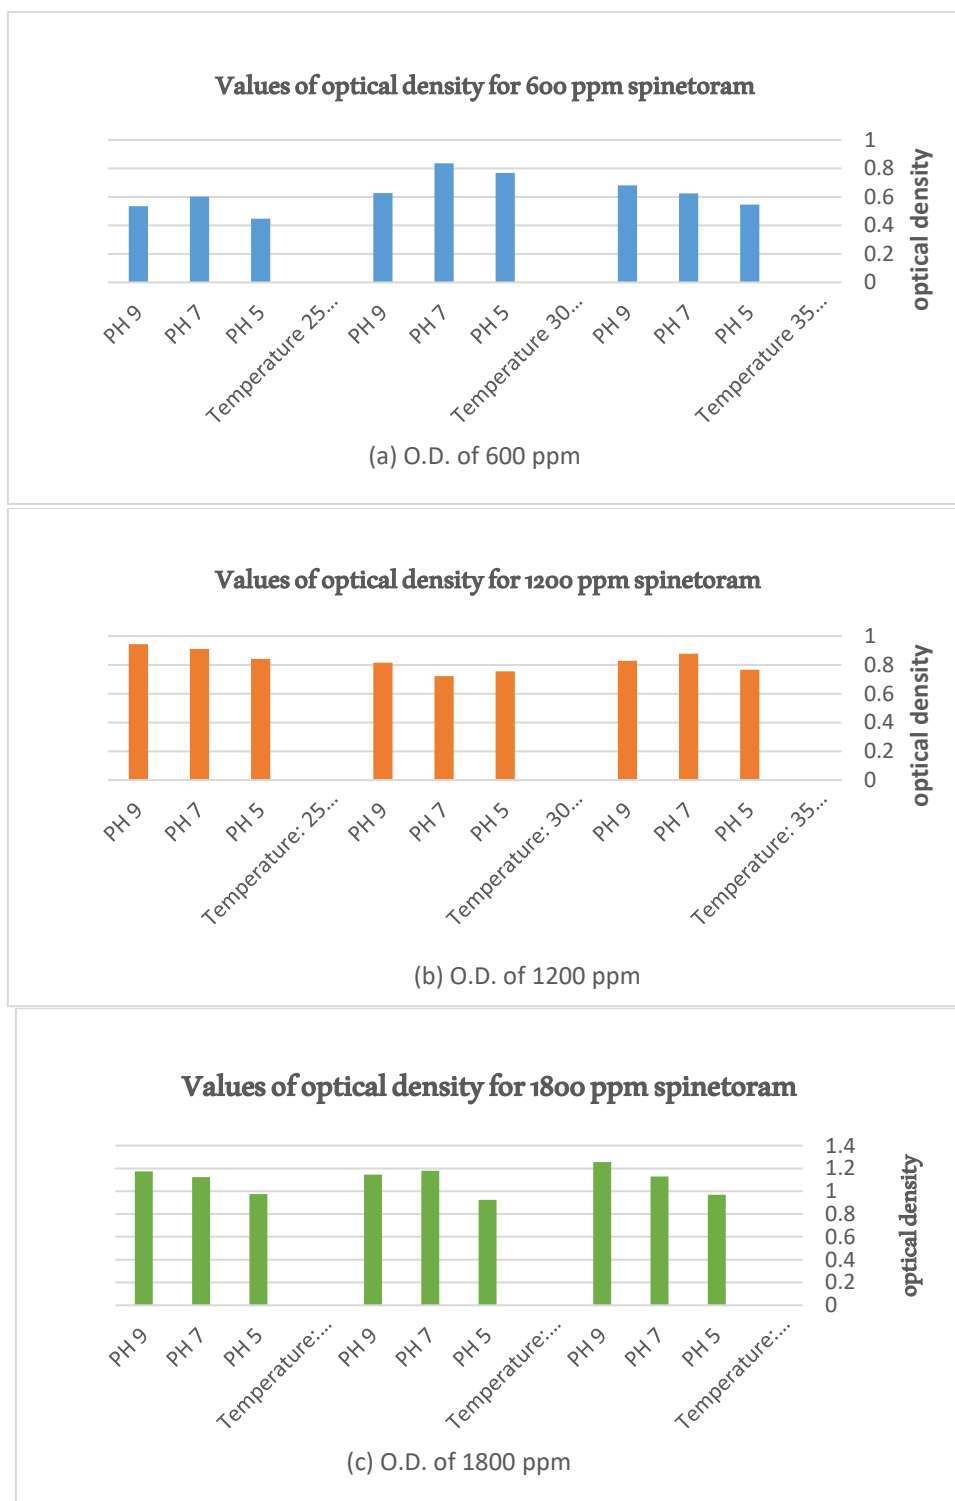 Values of optical density for 600 ppm spinetoram
1
0.8
0.6
0.4
0.2
0
optical density
PH 9
PH 7
PH 5
Temperature 25...
PH 9
PH 7
PH 5
Temperature 30...
PH 9
PH 7
PH 5
Temperature 35...
(a) O.D. of 600 ppm
Values of optical density for 1200 ppm spinetoram
1
0.8
0.6
0.4
0.2
0
optical density
PH 9
PH 7
PH 5
Temperature: 25...
PH 9
PH 7
PH 5
Temperature: 30...
PH 9
PH 7
PH 5
Temperature: 35...
(b) O.D. of 1200 ppm
Values of optical density for 1800 ppm spinetoram
1.4
1.2
1
0.8
0.6
0.4
0.2
0
optical density
PH 9
PH 7
PH 5
Temperature:...
PH 9
PH 7
PH 5
Temperature:...
PH 9
PH 7
PH 5
Temperature:...
(c) O.D. of 1800 ppm